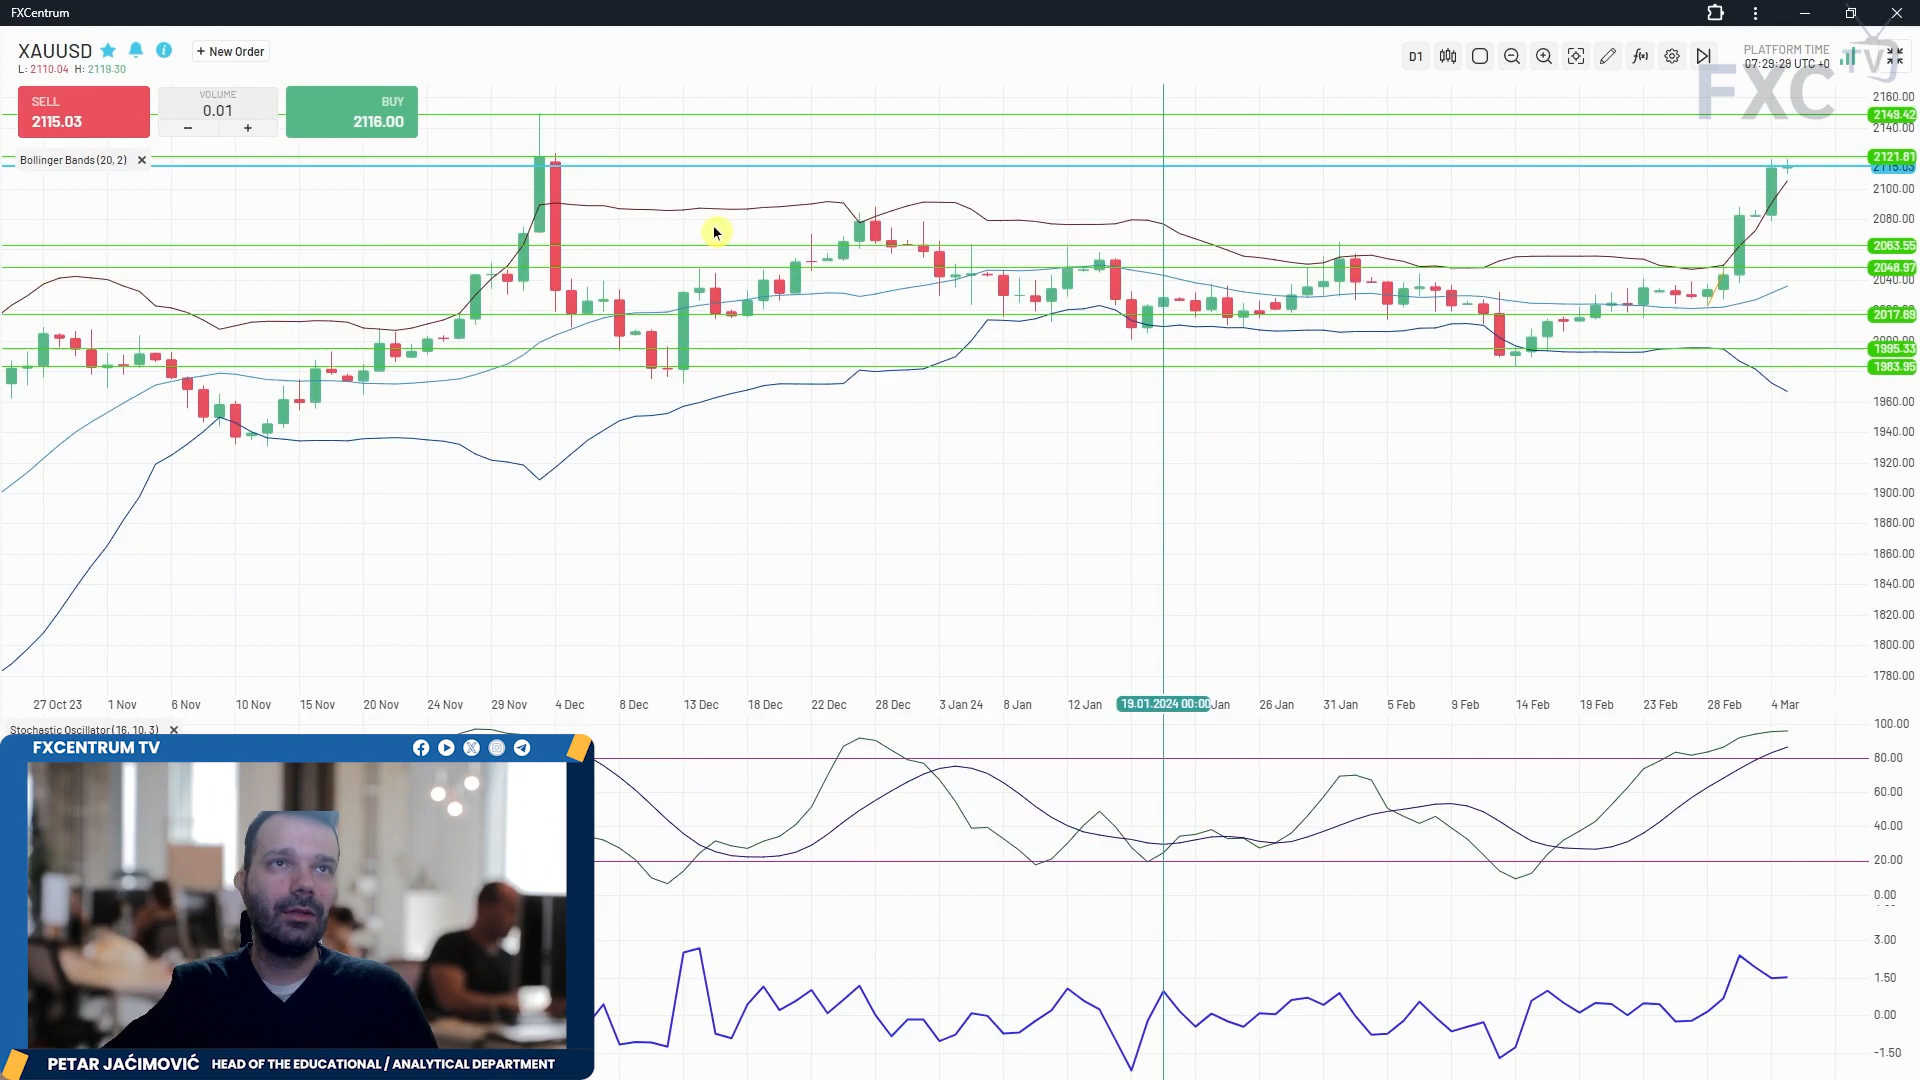 FXCentrum
XAUUSD
+ New Order
L: 2110.04 H: 2119.30
D1
PLATFORM TIME
07:29:29 UTC +0
FXC TV
SELL
2115.03
VOLUME
0.01
- +
BUY
2116.00
Bollinger Bands (20, 2) ×
2160.00
2149.42
2140.00
2121.81
2115.03
2100.00
2080.00
2063.55
2048.97
2040.00
2017.69
1995.33
1983.95
1960.00
1940.00
1920.00
1900.00
1880.00
1860.00
1840.00
1820.00
1800.00
1780.00
27 Oct 23 1 Nov 6 Nov 10 Nov 15 Nov 20 Nov 24 Nov 29 Nov 4 Dec 8 Dec 13 Dec 18 Dec 22 Dec 28 Dec 3 Jan 24 8 Jan 12 Jan 19.01.2024 00:00 Jan 26 Jan 31 Jan 5 Feb 9 Feb 14 Feb 19 Feb 23 Feb 28 Feb 4 Mar
Stochastic Oscillator (16, 10, 3) ×
100.00
80.00
60.00
40.00
20.00
0.00
3.00
1.50
0.00
-1.50
FXCENTRUM TV
PETAR JAĆIMOVIĆ HEAD OF THE EDUCATIONAL / ANALYTICAL DEPARTMENT